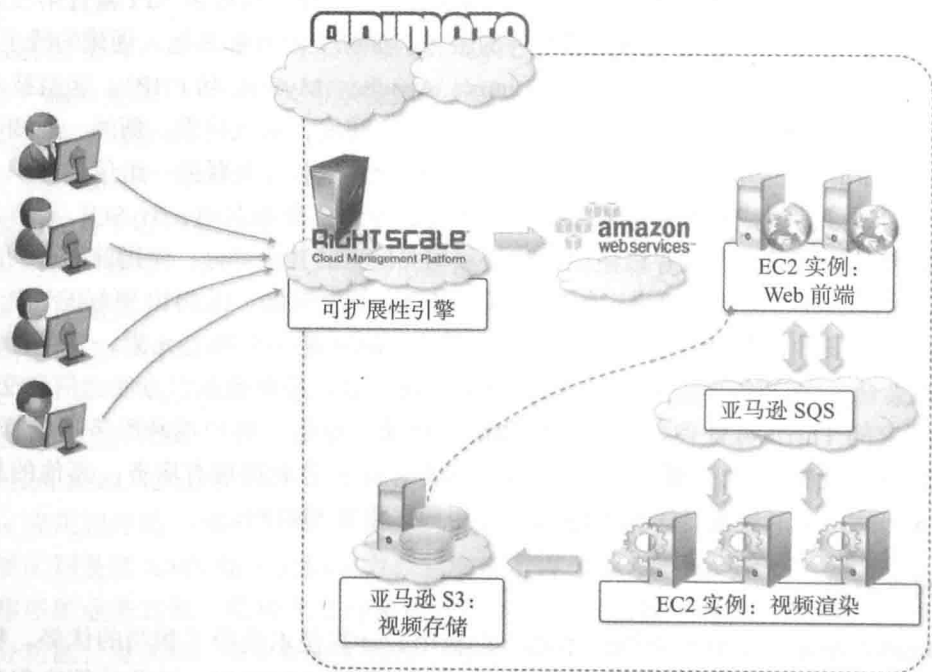 animoto
RIGHTSCALE
Cloud Management Platform
可扩展性引擎
amazon
webservices™
EC2 实例：
Web 前端
亚马逊 SQS
亚马逊 S3：
视频存储
EC2 实例：视频渲染